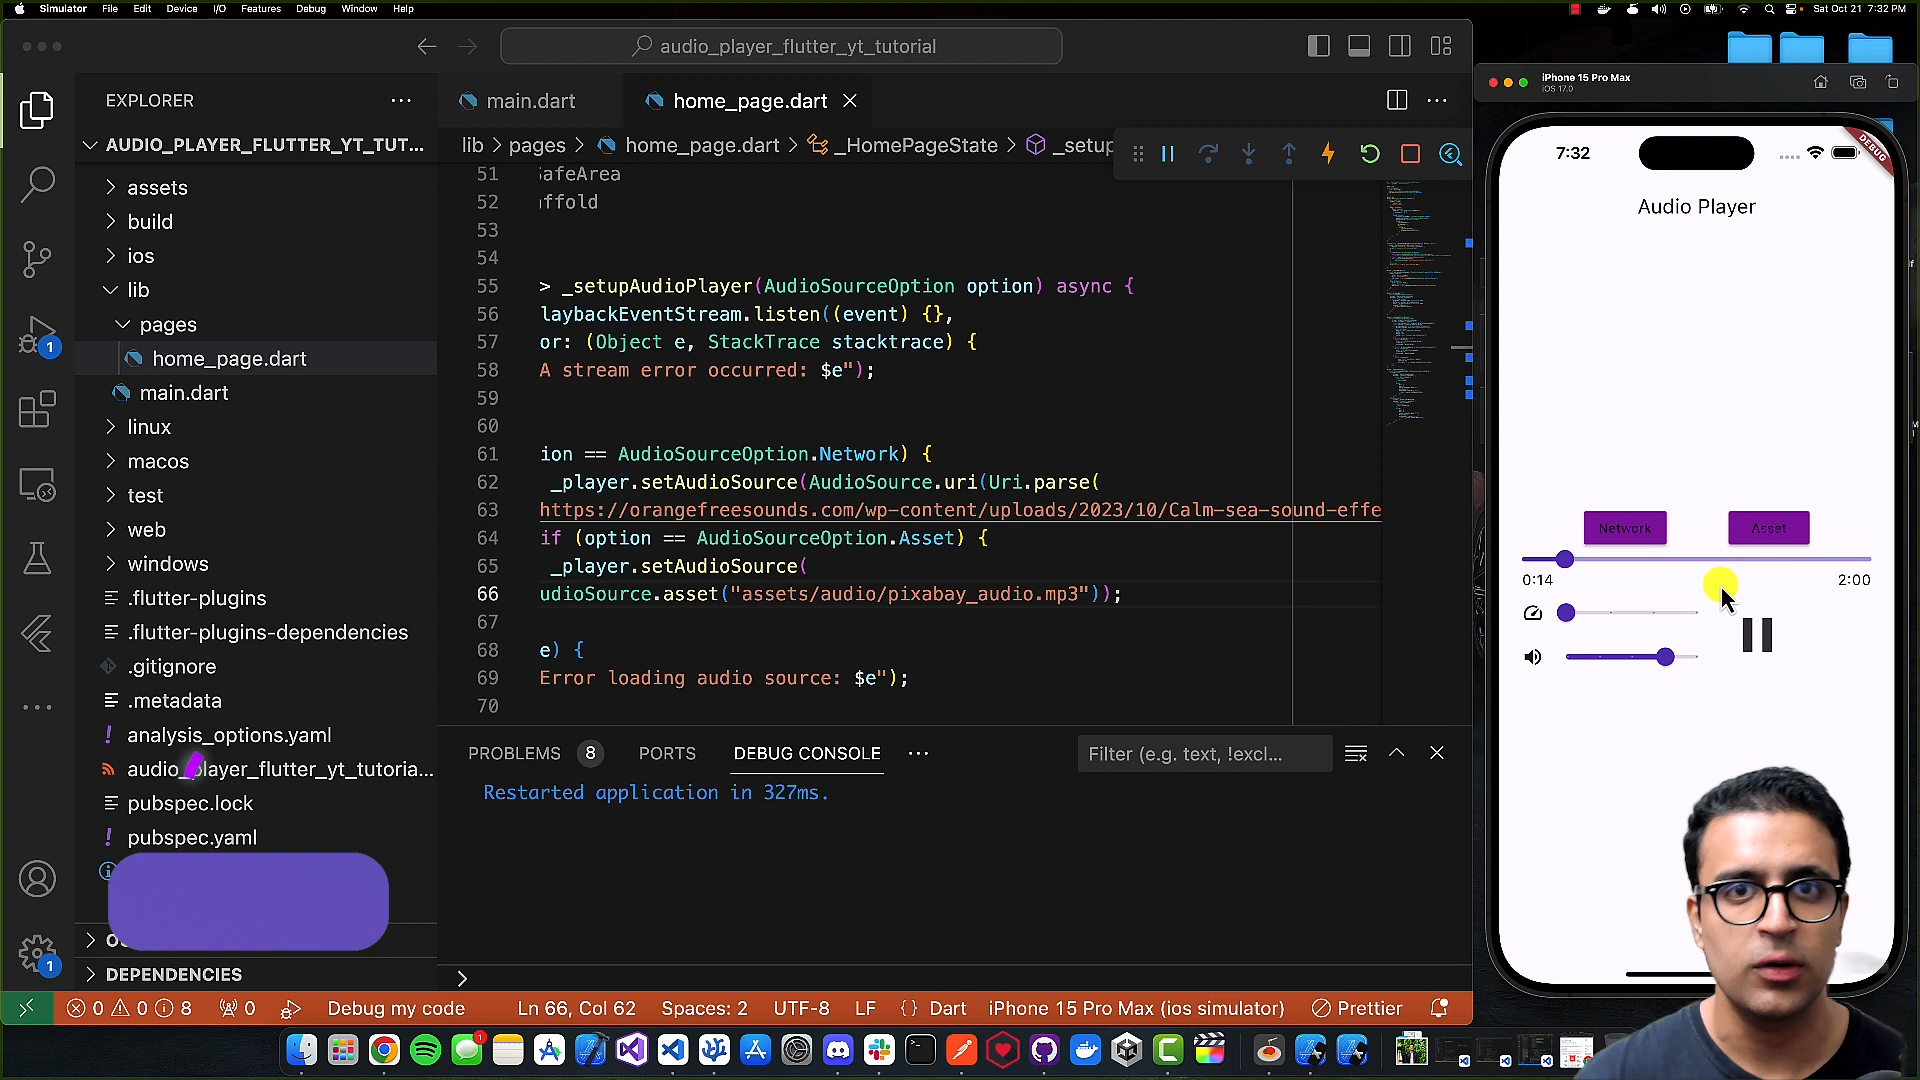 Simulator File Edit Device I/O Features Debug Window Help
Sat Oct 21 7:32 PM
audio_player_flutter_yt_tutorial
EXPLORER
AUDIO_PLAYER_FLUTTER_YT_TUT...
assets
build
ios
lib
pages
home_page.dart
main.dart
linux
macos
test
web
windows
.flutter-plugins
.flutter-plugins-dependencies
.gitignore
.metadata
analysis_options.yaml
audio_player_flutter_yt_tutoria...
pubspec.lock
pubspec.yaml
DEPENDENCIES
1
1
main.dart
home_page.dart
lib > pages > home_page.dart > _HomePageState > _setup
51 SafeArea
52 affold
53
54
55 > _setupAudioPlayer(AudioSourceOption option) async {
56 laybackEventStream.listen((event) {},
57 or: (Object e, StackTrace stacktrace) {
58 A stream error occurred: $e");
59
60
61 ion == AudioSourceOption.Network) {
62 _player.setAudioSource(AudioSource.uri(Uri.parse(
63 https://orangefreesounds.com/wp-content/uploads/2023/10/Calm-sea-sound-effe
64 if (option == AudioSourceOption.Asset) {
65 _player.setAudioSource(
66 udioSource.asset("assets/audio/pixabay_audio.mp3"));
67
68 e) {
69 Error loading audio source: $e");
70
PROBLEMS 8 PORTS DEBUG CONSOLE
Filter (e.g. text, !excl...
Restarted application in 327ms.
0 0 8 0 Debug my code Ln 66, Col 62 Spaces: 2 UTF-8 LF {} Dart iPhone 15 Pro Max (ios simulator) Prettier
iPhone 15 Pro Max
iOS 17.0
7:32
DEBUG
Audio Player
Network Asset
0:14 2:00
1